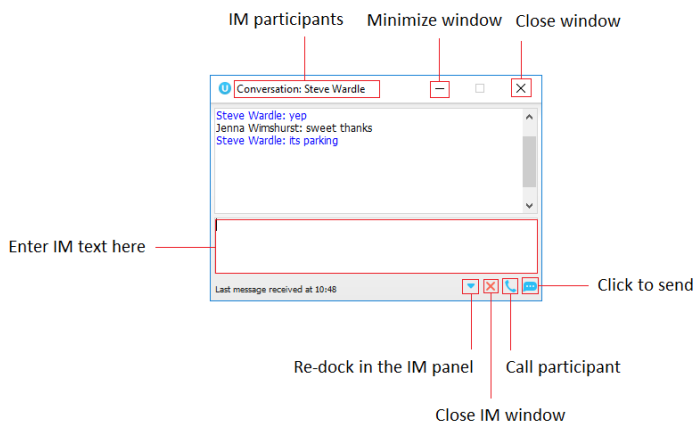 IM participants
Minimize window
Close window
U
Conversation: Steve Wardle
Steve Wardle: yep
Jenna Wimshurst: sweet thanks
Steve Wardle: its parking
Enter IM text here
Last message received at 10:48
Click to send
Re-dock in the IM panel
Call participant
Close IM window